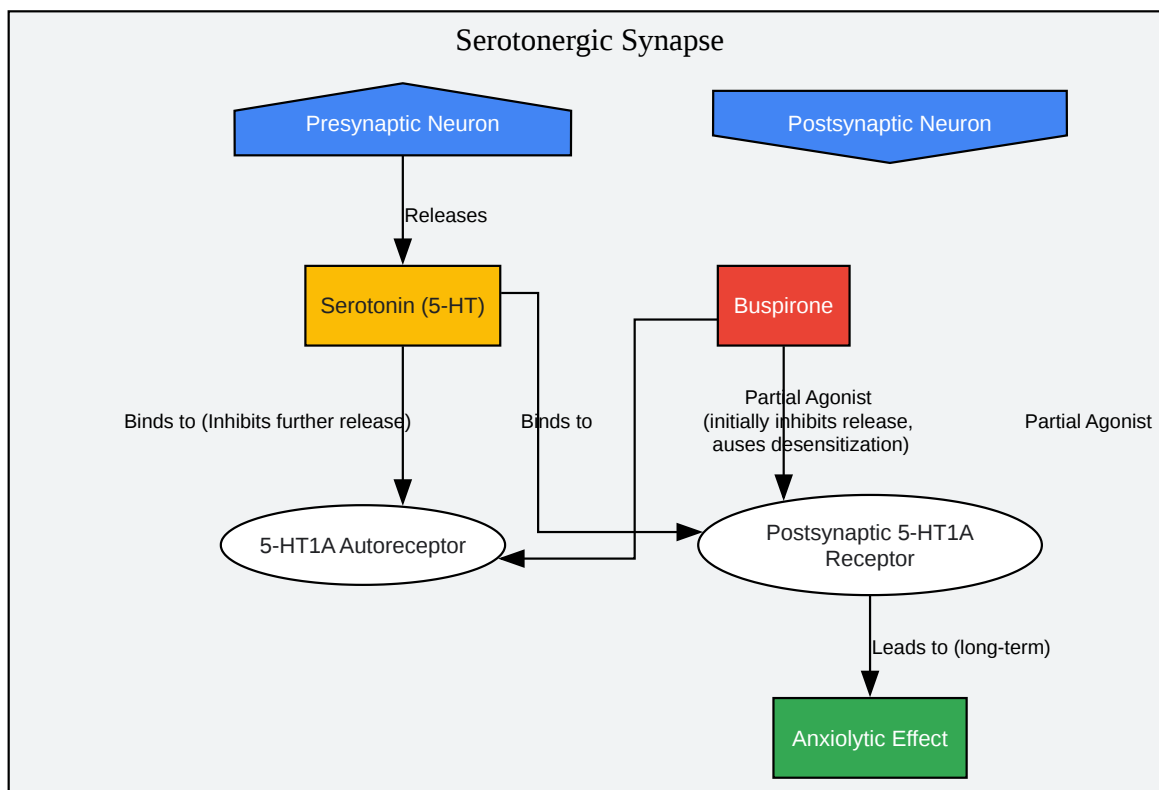 Serotonergic Synapse
Presynaptic Neuron
Postsynaptic Neuron
Releases
Serotonin (5-HT)
Buspirone
Binds to (Inhibits further release)
Binds to
Partial Agonist
(initially inhibits release,
auses desensitization)
Partial Agonist
5-HT1A Autoreceptor
Postsynaptic 5-HT1A
Receptor
Leads to (long-term)
Anxiolytic Effect